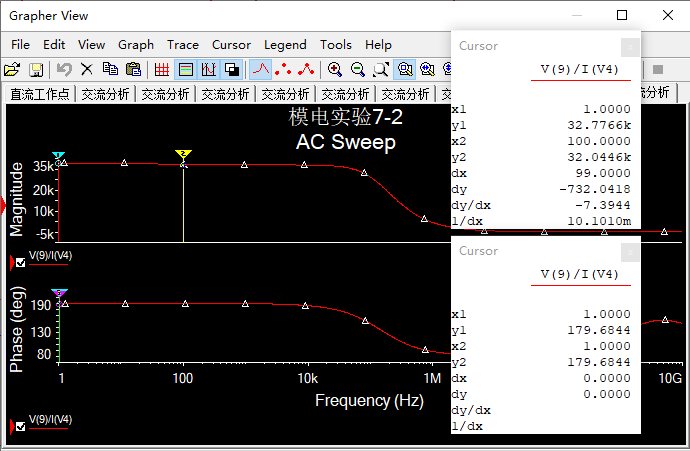 Grapher View
File Edit View Graph Trace Cursor Legend Tools Help
直流工作点 交流分析 交流分析 交流分析 交流分析 交流分析 交流分析 交流分析
模电实验7-2
AC Sweep
Magnitude
35k
20k
10k
-5k
V(9)/I(V4)
Phase (deg)
190
130
80
1 100 10k 1M 10G
Frequency (Hz)
V(9)/I(V4)
Cursor
V(9)/I(V4)
x1 1.0000
y1 32.7766k
x2 100.0000
y2 32.0446k
dx 99.0000
dy -732.0418
dy/dx -7.3944
1/dx 10.1010m
Cursor
V(9)/I(V4)
x1 1.0000
y1 179.6844
x2 1.0000
y2 179.6844
dx 0.0000
dy 0.0000
dy/dx
1/dx